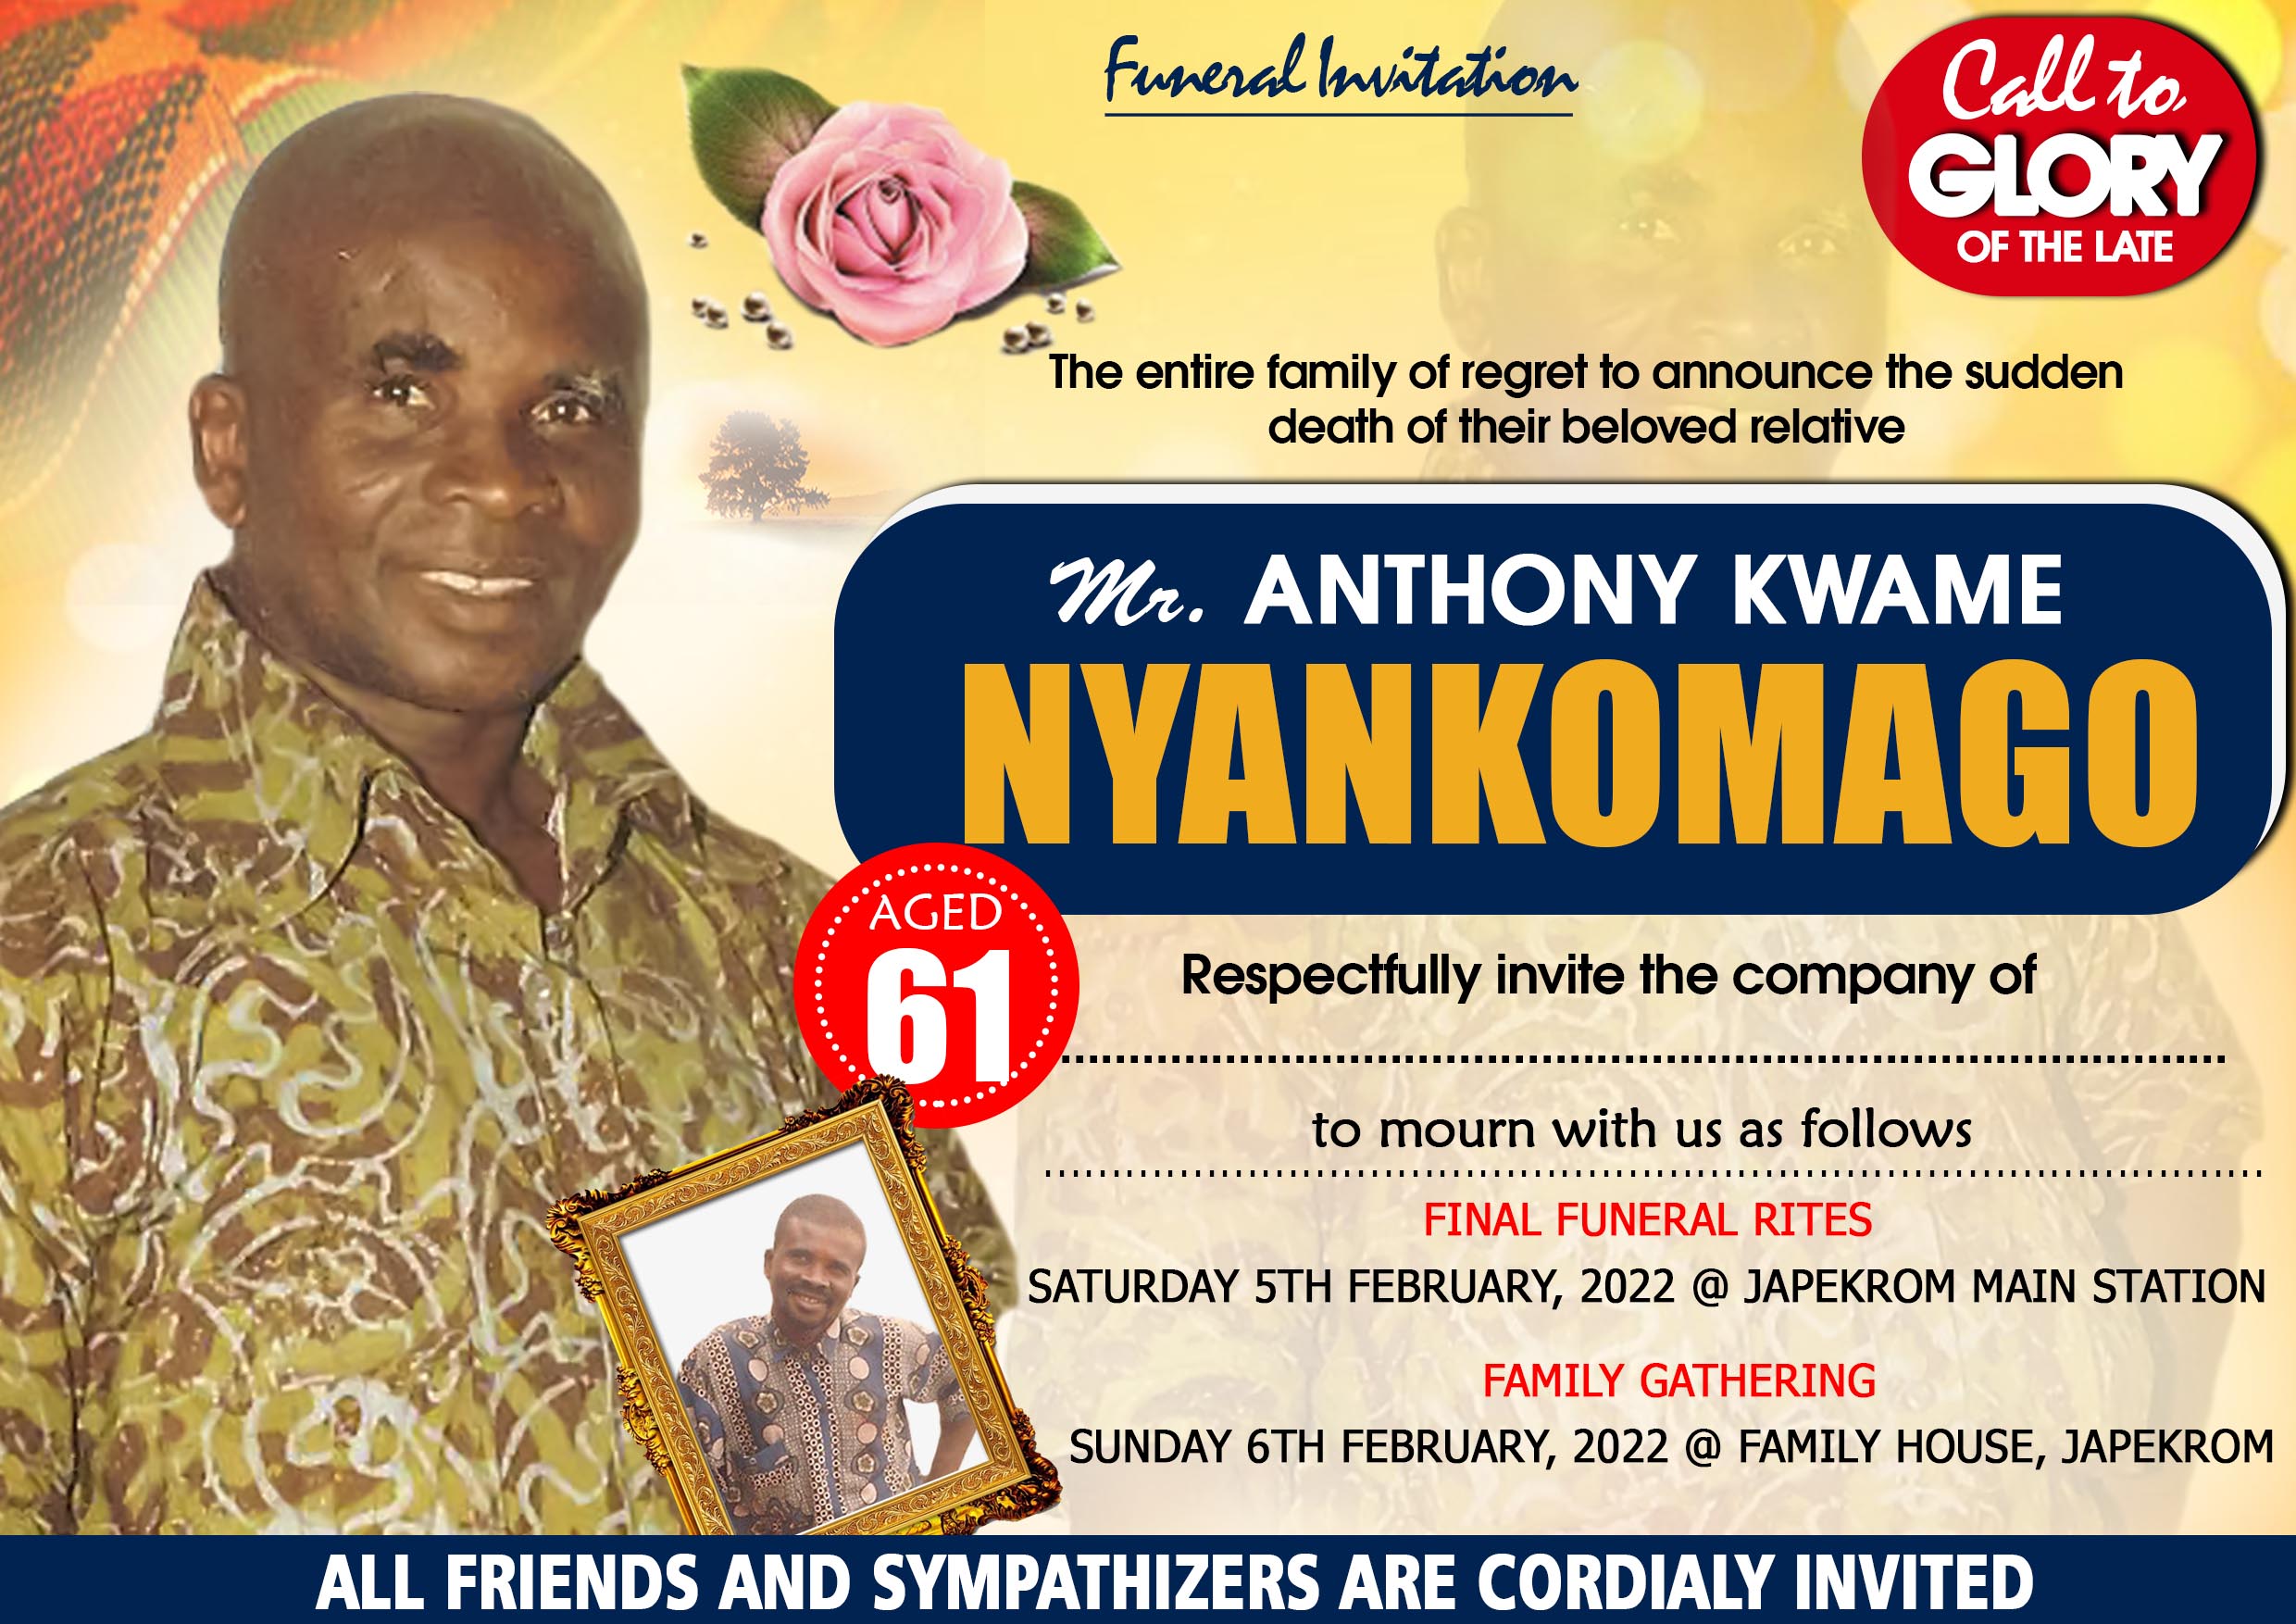 Funeral Invitation
Call to
GLORY
OF THE LATE
The entire family of regret to announce the sudden
death of their beloved relative
Mr. ANTHONY KWAME
NYANKOMAGO
AGED
61
Respectfully invite the company of
to mourn with us as follows
FINAL FUNERAL RITES
SATURDAY 5TH FEBRUARY, 2022 @ JAPEKROM MAIN STATION
FAMILY GATHERING
SUNDAY 6TH FEBRUARY, 2022 @ FAMILY HOUSE, JAPEKROM
ALL FRIENDS AND SYMPATHIZERS ARE CORDIALY INVITED